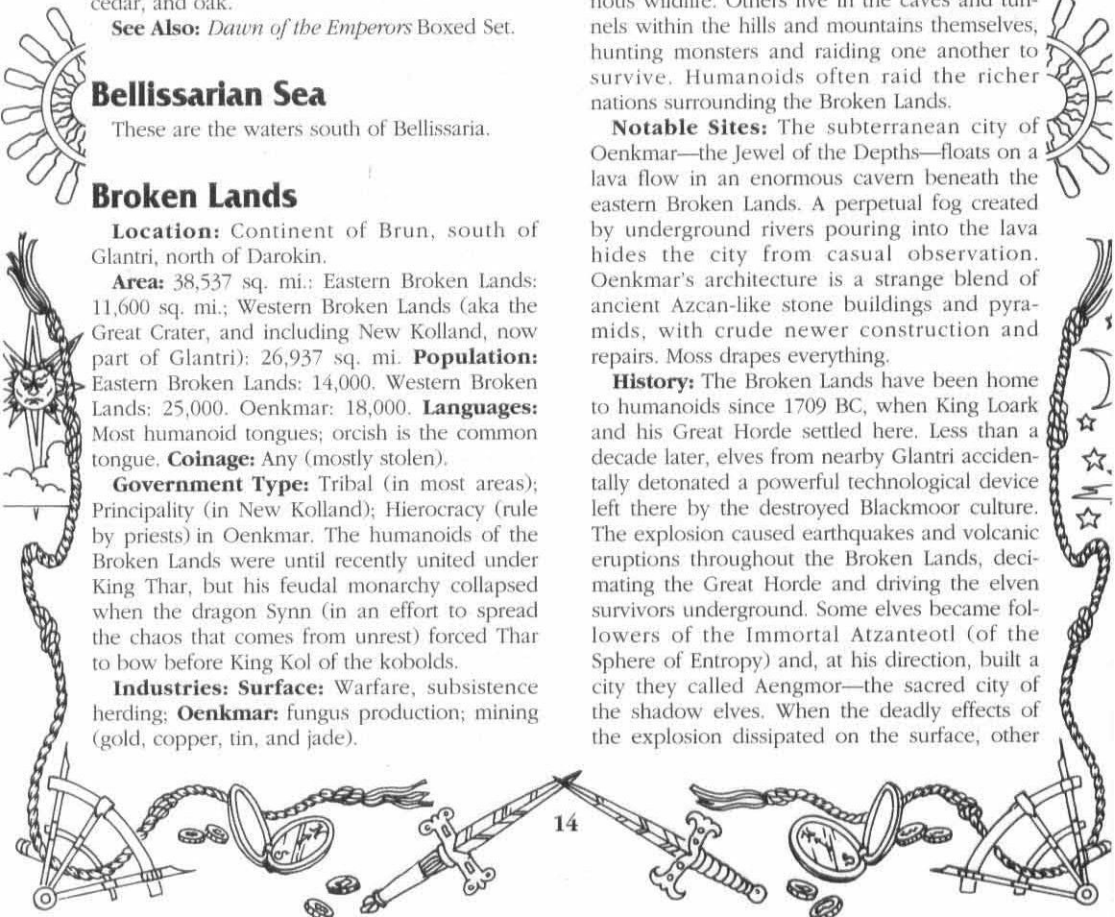 cedar, and oak.
See Also: Dawn of the Emperors Boxed Set.
Bellissarian Sea
These are the waters south of Bellissaria.
Broken Lands
Location: Continent of Brun, south of
Glantri, north of Darokin.
Area: 38,537 sq. mi.: Eastern Broken Lands:
11,600 sq. mi.; Western Broken Lands (aka the
Great Crater, and including New Kolland, now
part of Glantri): 26,937 sq. mi. Population:
Eastern Broken Lands: 14,000. Western Broken
Lands: 25,000. Oenkmar: 18,000. Languages:
Most humanoid tongues; orcish is the common
tongue. Coinage: Any (mostly stolen).
Government Type: Tribal (in most areas);
Principality (in New Kolland); Hierocracy (rule
by priests) in Oenkmar. The humanoids of the
Broken Lands were until recently united under
King Thar, but his feudal monarchy collapsed
when the dragon Synn (in an effort to spread
the chaos that comes from unrest) forced Thar
to bow before King Kol of the kobolds.
Industries: Surface: Warfare, subsistence
herding; Oenkmar: fungus production; mining
(gold, copper, tin, and jade).
nous wildlife. Others live in the caves and tun-
nels within the hills and mountains themselves,
hunting monsters and raiding one another to
survive. Humanoids often raid the richer
nations surrounding the Broken Lands.
Notable Sites: The subterranean city of
Oenkmar—the Jewel of the Depths—floats on a
lava flow in an enormous cavern beneath the
eastern Broken Lands. A perpetual fog created
by underground rivers pouring into the lava
hides the city from casual observation.
Oenkmar's architecture is a strange blend of
ancient Azcan-like stone buildings and pyra-
mids, with crude newer construction and
repairs. Moss drapes everything.
History: The Broken Lands have been home
to humanoids since 1709 BC, when King Loark
and his Great Horde settled here. Less than a
decade later, elves from nearby Glantri acciden-
tally detonated a powerful technological device
left there by the destroyed Blackmoor culture.
The explosion caused earthquakes and volcanic
eruptions throughout the Broken Lands, deci-
mating the Great Horde and driving the elven
survivors underground. Some elves became fol-
lowers of the Immortal Atzanteotl (of the
Sphere of Entropy) and, at his direction, built a
city they called Aengmor—the sacred city of
the shadow elves. When the deadly effects of
the explosion dissipated on the surface, other
14